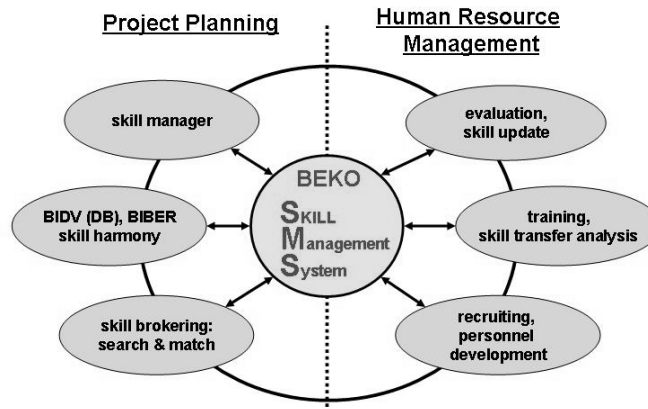 Project Planning
Human Resource
Management
skill manager
evaluation,
skill update
BEKO
SKILL
Management
System
BIDV (DB), BIBER
skill harmony
training,
skill transfer analysis
skill brokering:
search & match
recruiting,
personnel
development